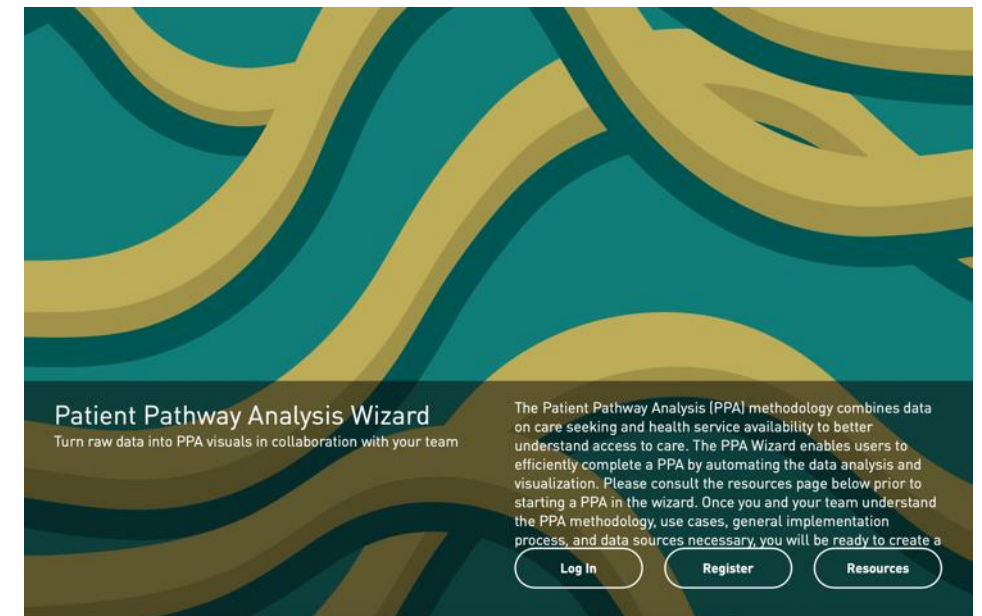 Patient Pathway Analysis Wizard
Turn raw data into PPA visuals in collaboration with your team
The Patient Pathway Analysis (PPA) methodology combines data
on care seeking and health service availability to better
understand access to care. The PPA Wizard enables users to
efficiently complete a PPA by automating the data analysis and
visualization. Please consult the resources page below prior to
starting a PPA in the wizard. Once you and your team understand
the PPA methodology, use cases, general implementation
process, and data sources necessary, you will be ready to create a
Log In
Register
Resources